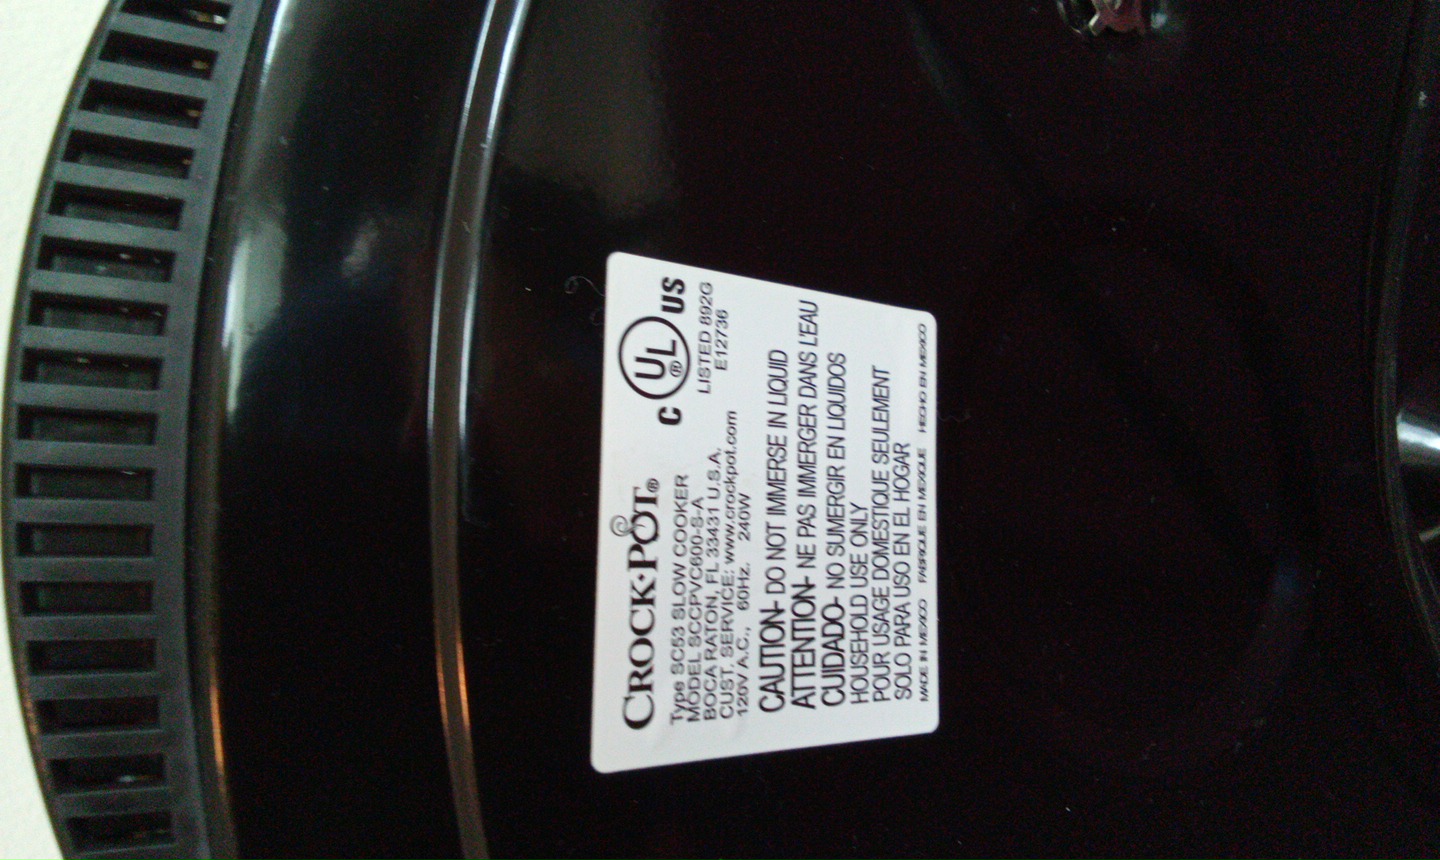 CROCK·POT®
Type SC53 SLOW COOKER
MODEL SCCPVC600-S-A
BOCA RATON, FL 33431 U.S.A.
CUST. SERVICE: www.crockpot.com
120V A.C., 60Hz. 240W
C UL® US
LISTED 892G
E12736
CAUTION- DO NOT IMMERSE IN LIQUID
ATTENTION- NE PAS IMMERGER DANS L'EAU
CUIDADO- NO SUMERGIR EN LIQUIDOS
HOUSEHOLD USE ONLY
POUR USAGE DOMESTIQUE SEULEMENT
SOLO PARA USO EN EL HOGAR
MADE IN MEXICO FABRIQUE EN MEXIQUE HECHO EN MEXICO